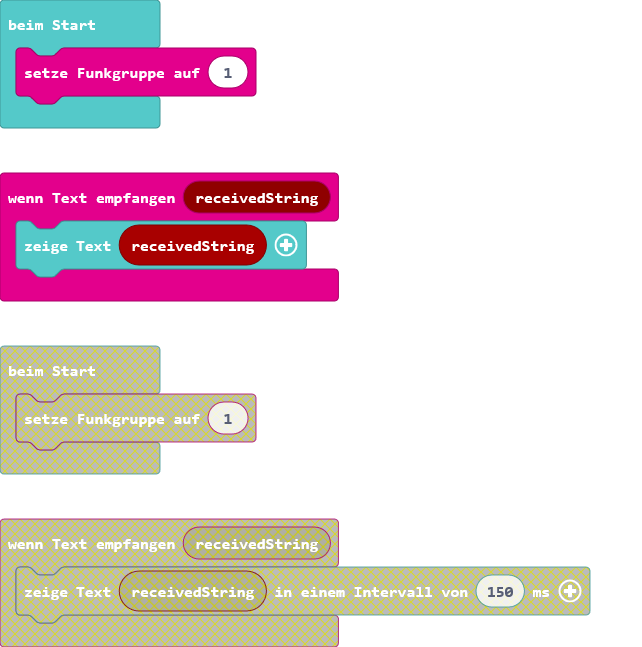 beim Start
setze Funkgruppe auf 1
wenn Text empfangen receivedString
zeige Text receivedString
beim Start
setze Funkgruppe auf 1
wenn Text empfangen receivedString
zeige Text receivedString in einem Intervall von 150 ms